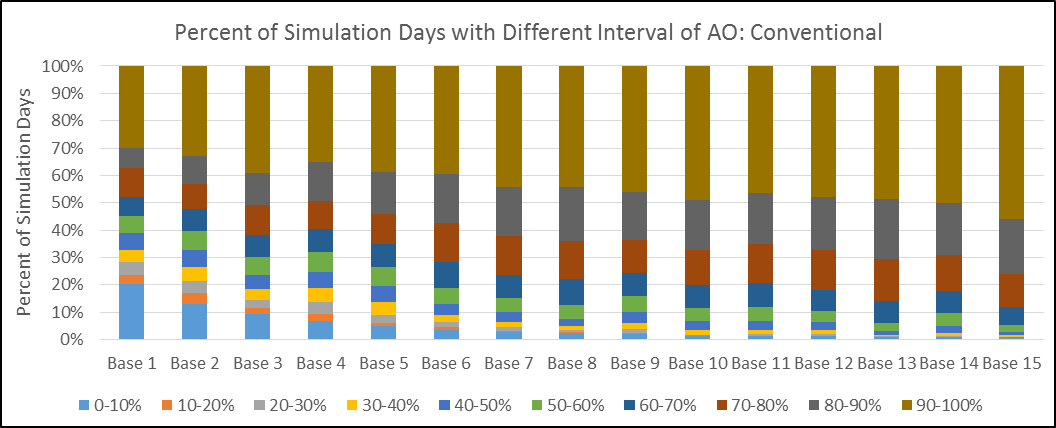 Percent of Simulation Days with Different Interval of AO: Conventional
Percent of Simulation Days
100%
90%
80%
70%
60%
50%
40%
30%
20%
10%
0%
Base 1 Base 2 Base 3 Base 4 Base 5 Base 6 Base 7 Base 8 Base 9 Base 10 Base 11 Base 12 Base 13 Base 14 Base 15
0-10% 10-20% 20-30% 30-40% 40-50% 50-60% 60-70% 70-80% 80-90% 90-100%